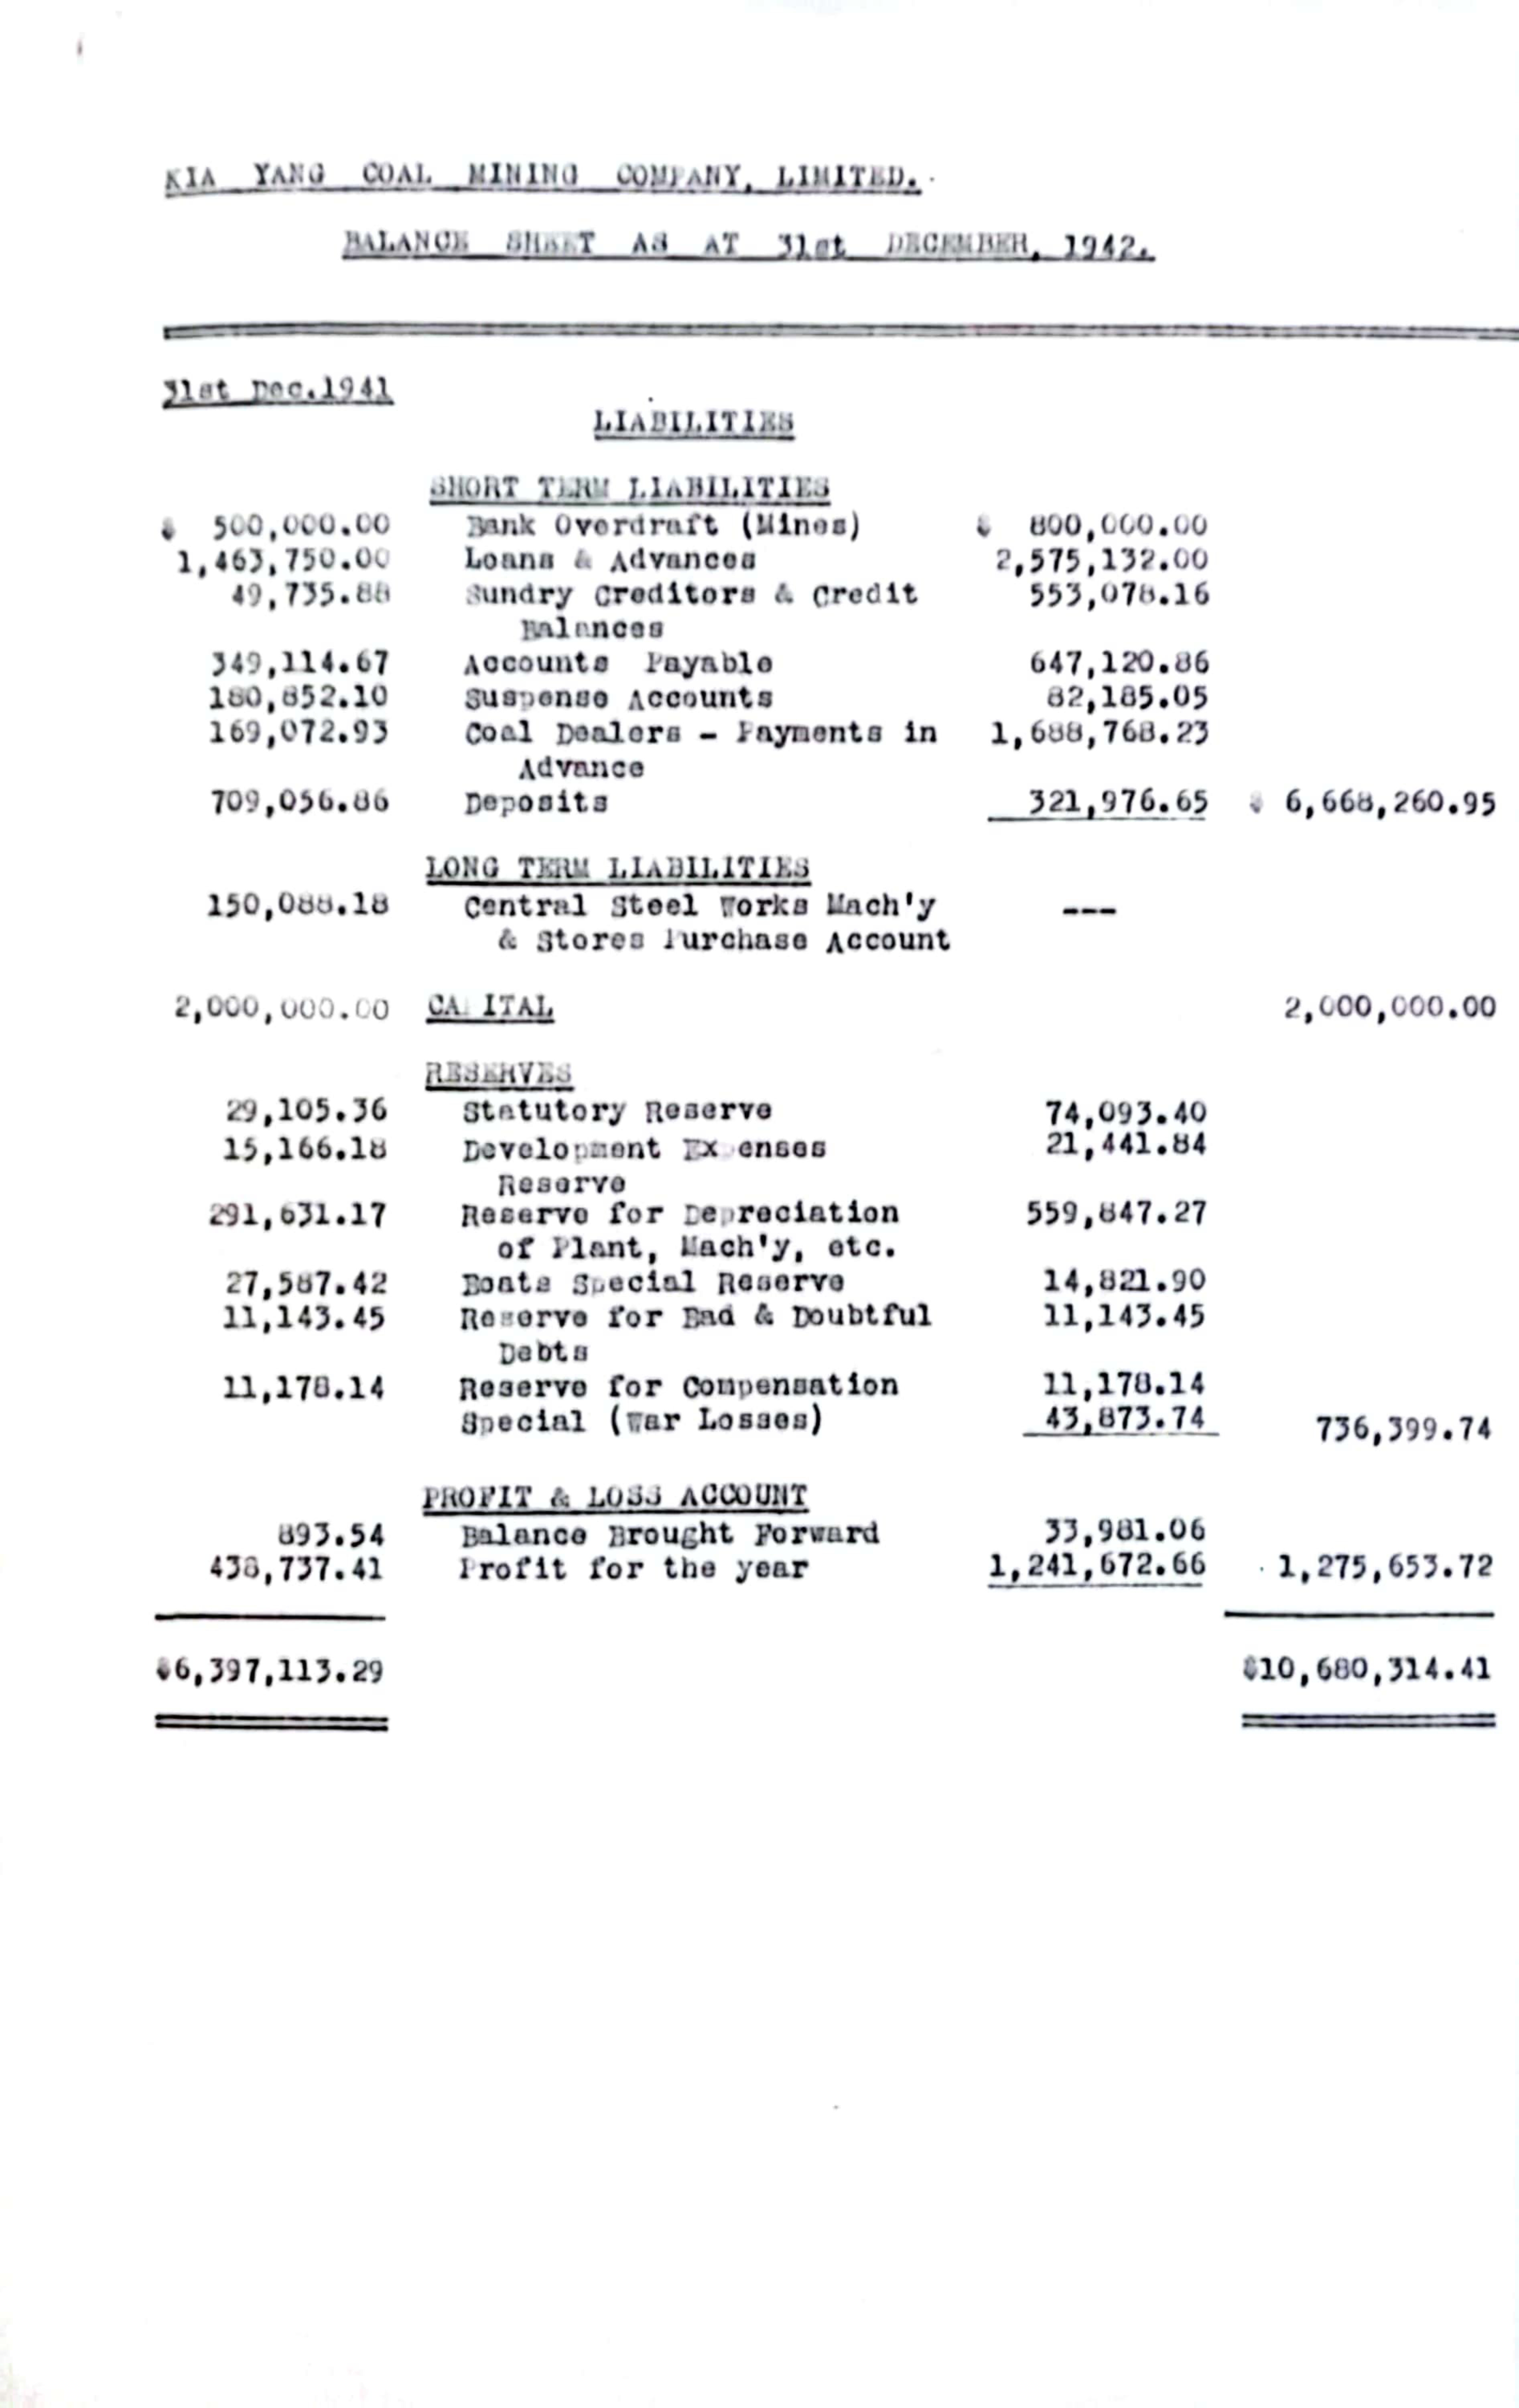 KIA YANG COAL MINING COMPANY, LIMITED.
BALANCE SHEET AS AT 31st DECEMBER, 1942.
31st Dec.1941
LIABILITIES
SHORT TERM LIABILITIES
$ 500,000.00 Bank Overdraft (Mines) $ 800,000.00
1,463,750.00 Loans & Advances 2,575,132.00
49,735.88 Sundry Creditors & Credit 553,078.16
Balances
349,114.67 Accounts Payable 647,120.86
180,852.10 Suspense Accounts 82,185.05
169,072.93 Coal Dealers - Payments in 1,688,768.23
Advance
709,056.86 Deposits 321,976.65 $ 6,668,260.95
LONG TERM LIABILITIES
150,088.18 Central Steel Works Mach'y ---
& Stores Purchase Account
2,000,000.00 CAPITAL 2,000,000.00
RESERVES
29,105.36 Statutory Reserve 74,093.40
15,166.18 Development Expenses 21,441.84
Reserve
291,631.17 Reserve for Depreciation 559,847.27
of Plant, Mach'y, etc.
27,587.42 Boats Special Reserve 14,821.90
11,143.45 Reserve for Bad & Doubtful 11,143.45
Debts
11,178.14 Reserve for Compensation 11,178.14
Special (War Losses) 43,873.74 736,399.74
PROFIT & LOSS ACCOUNT
893.54 Balance Brought Forward 33,981.06
438,737.41 Profit for the year 1,241,672.66 1,275,653.72
$6,397,113.29 $10,680,314.41